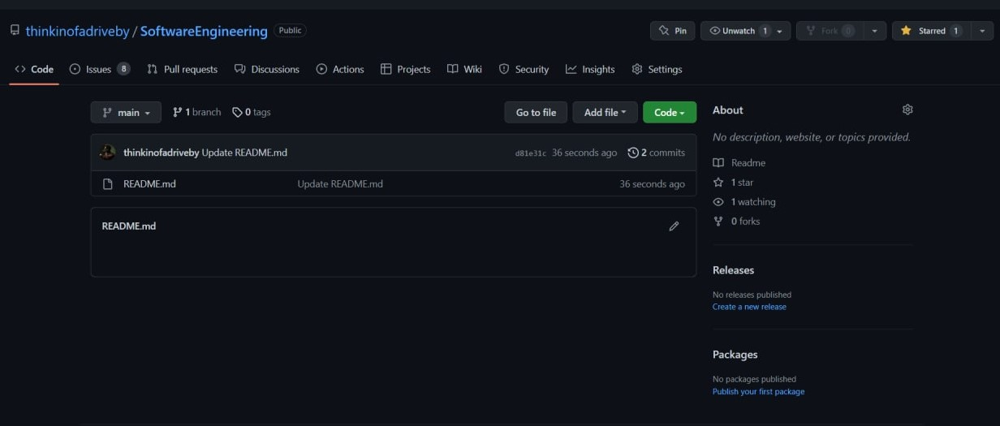 thinkinofadriveby / SoftwareEngineering Public
Pin Unwatch 1 Fork 0 Starred 1
Code Issues 8 Pull requests Discussions Actions Projects Wiki Security Insights Settings
main 1 branch 0 tags Go to file Add file Code
thinkinofadriveby Update README.md d81e31c 36 seconds ago 2 commits
README.md Update README.md 36 seconds ago
README.md
About
No description, website, or topics provided.
Readme
1 star
1 watching
0 forks
Releases
No releases published
Create a new release
Packages
No packages published
Publish your first package